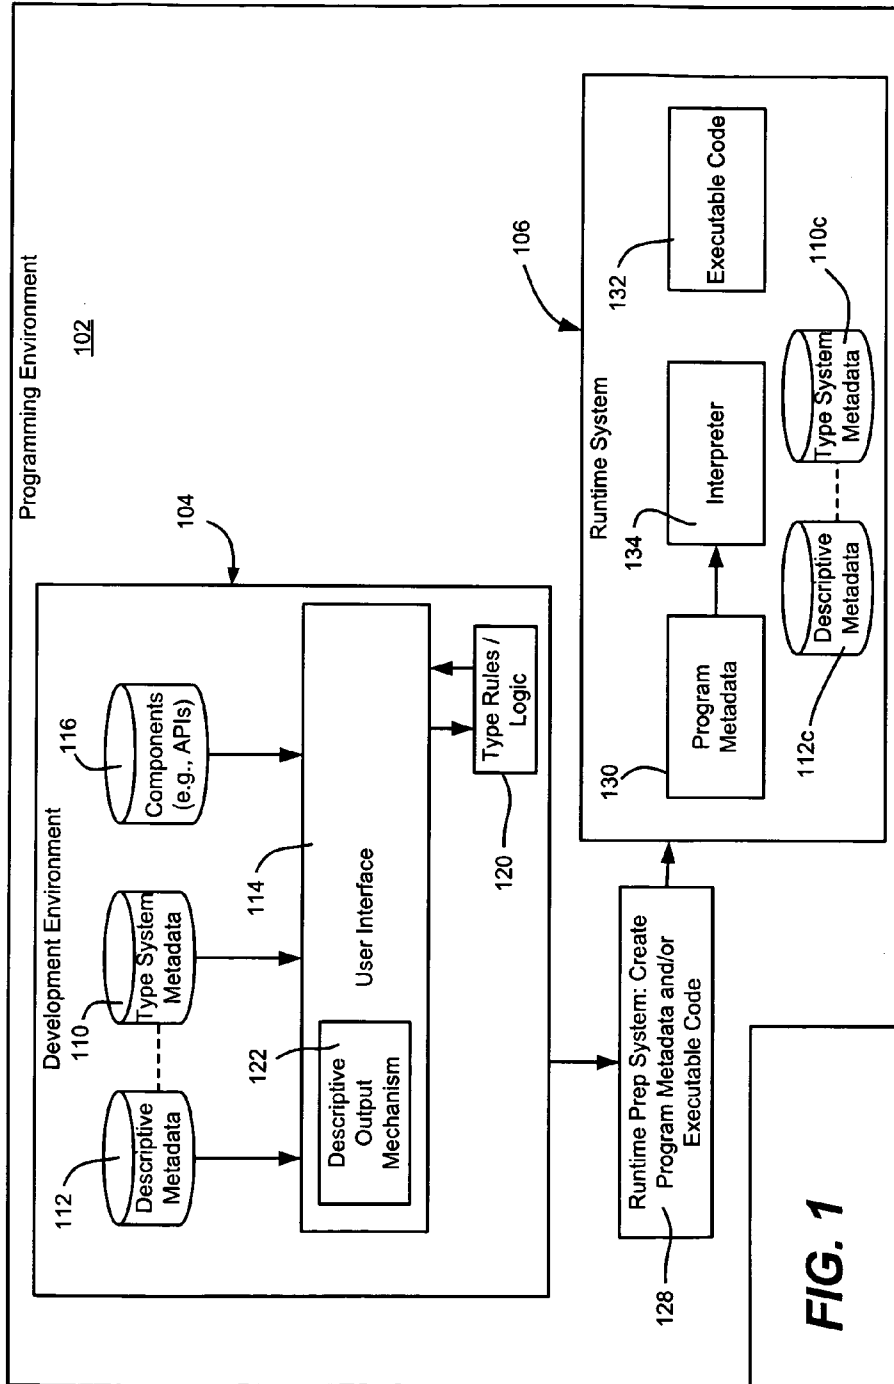 Programming Environment
102
104
Development Environment
112
Descriptive
Metadata
110
Type System
Metadata
116
Components
(e.g., APIs)
114
User Interface
122
Descriptive
Output
Mechanism
120
Type Rules /
Logic
128
Runtime Prep System: Create
Program Metadata and/or
Executable Code
106
Runtime System
130
Program
Metadata
134
Interpreter
132
Executable Code
112c
Descriptive
Metadata
110c
Type System
Metadata
FIG. 1